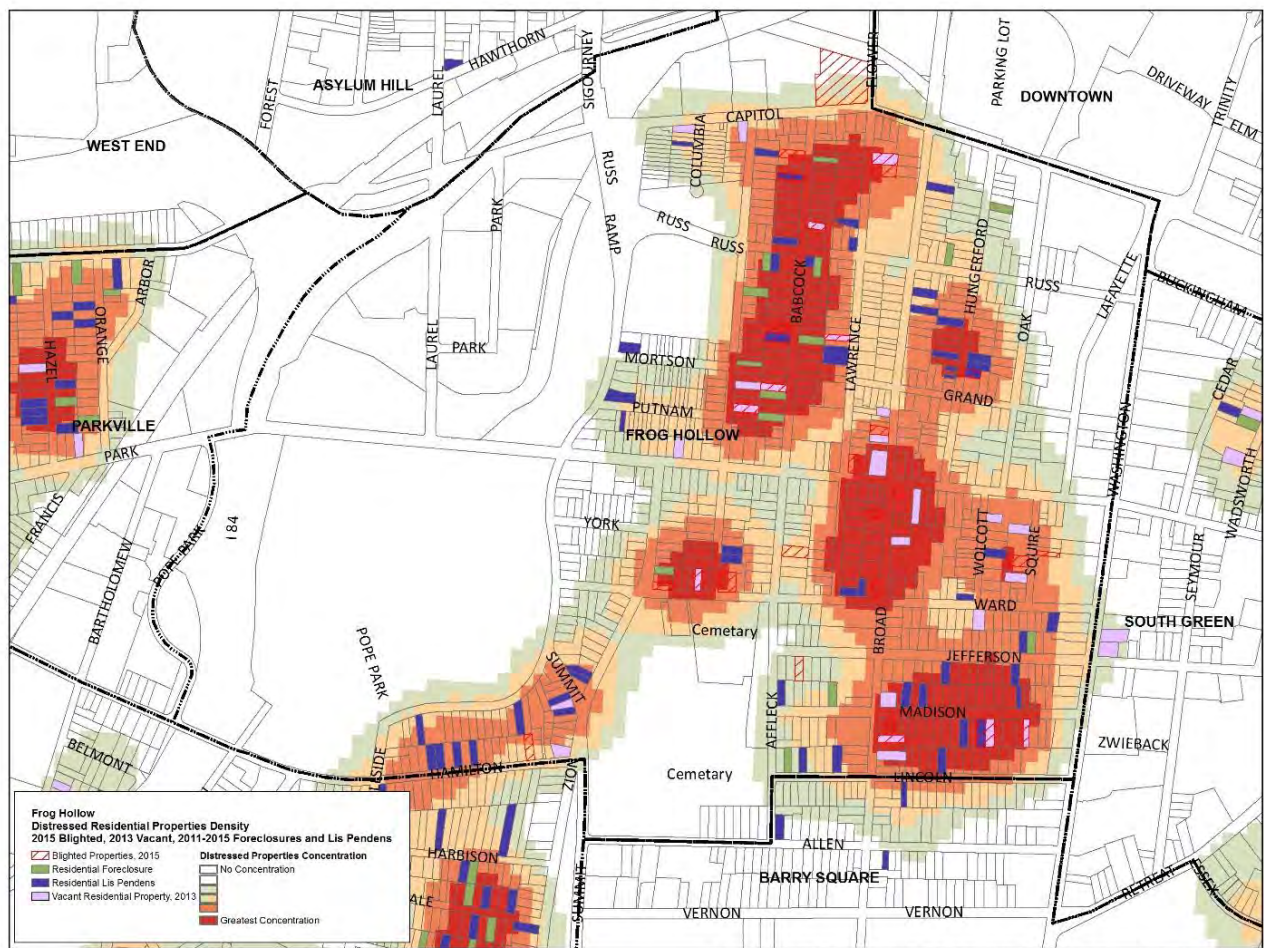 HAWTHORN
SIGOURNEY
FLOWER
PARKING LOT
DRIVEWAY
TRINITY
ELM
FOREST
ASYLUM HILL
LAUREL
DOWNTOWN
WEST END
CAPITOL
COLUMBIA
RUSS
RAMP
PARK
RUSS
RUSS
HUNGERFORD
RUSS
LAFAYETTE
BUCKINGHAM
ARBOR
ORANGE
HAZEL
BABCOCK
LAWRENCE
OAK
LAUREL
PARK
MORTSON
PUTNAM
GRAND
CEDAR
PARKVILLE
FROG HOLLOW
PARK
WASHINGTON
WADSWORTH
FRANCIS
I 84
YORK
WOLCOTT
SQUIRE
BARTHOLOMEW
POPE PARK
SEYMOUR
WARD
Cemetary
BROAD
SOUTH GREEN
POPE PARK
SUMMIT
JEFFERSON
AFFLECK
MADISON
BELMONT
ZWIEBACK
HAMILTON
ZION
Cemetary
LINCOLN
Frog Hollow
Distressed Residential Properties Density
2015 Blighted, 2013 Vacant, 2011-2015 Foreclosures and Lis Pendens
Blighted Properties, 2015
Residential Foreclosure
Residential Lis Pendens
Vacant Residential Property, 2013
Distressed Properties Concentration
No Concentration
Greatest Concentration
HARBISON
ALE
SUMMIT
ALLEN
BARRY SQUARE
VERNON
VERNON
RETREAT
ESSEX